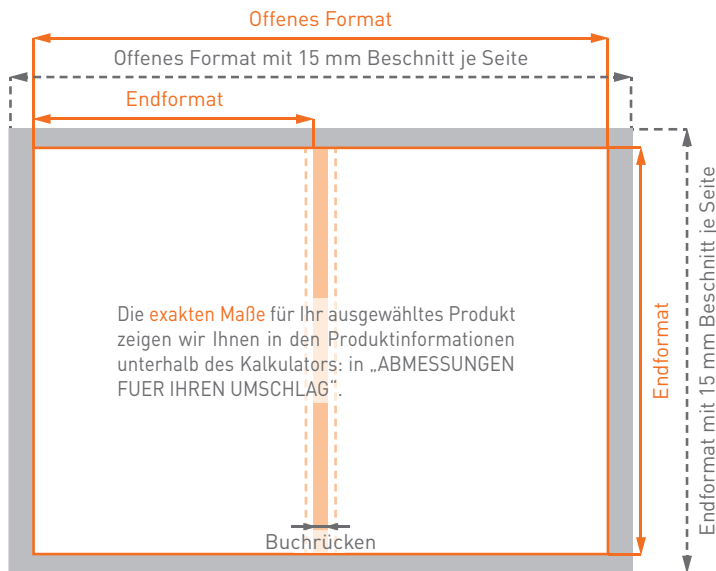 Offenes Format
Offenes Format mit 15 mm Beschnitt je Seite
Endformat
Die exakten Maße für Ihr ausgewähltes Produkt
zeigen wir Ihnen in den Produktinformationen
unterhalb des Kalkulators: in „ABMESSUNGEN
FUER IHREN UMSCHLAG“.
Buchrücken
Endformat
Endformat mit 15 mm Beschnitt je Seite